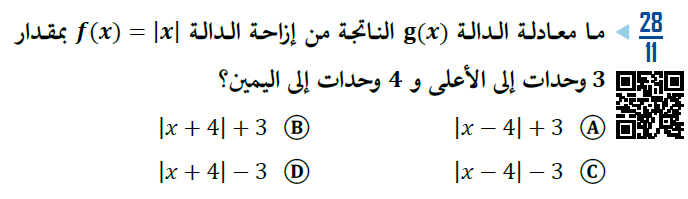 28/11 ◀ ما معادلة الدالة g(x) الناتجة من إزاحة الدالة f(x) = |x| بمقدار
3 وحدات إلى الأعلى و 4 وحدات إلى اليمين؟
Ⓐ |x − 4| + 3 Ⓑ |x + 4| + 3
Ⓒ |x − 4| − 3 Ⓓ |x + 4| − 3